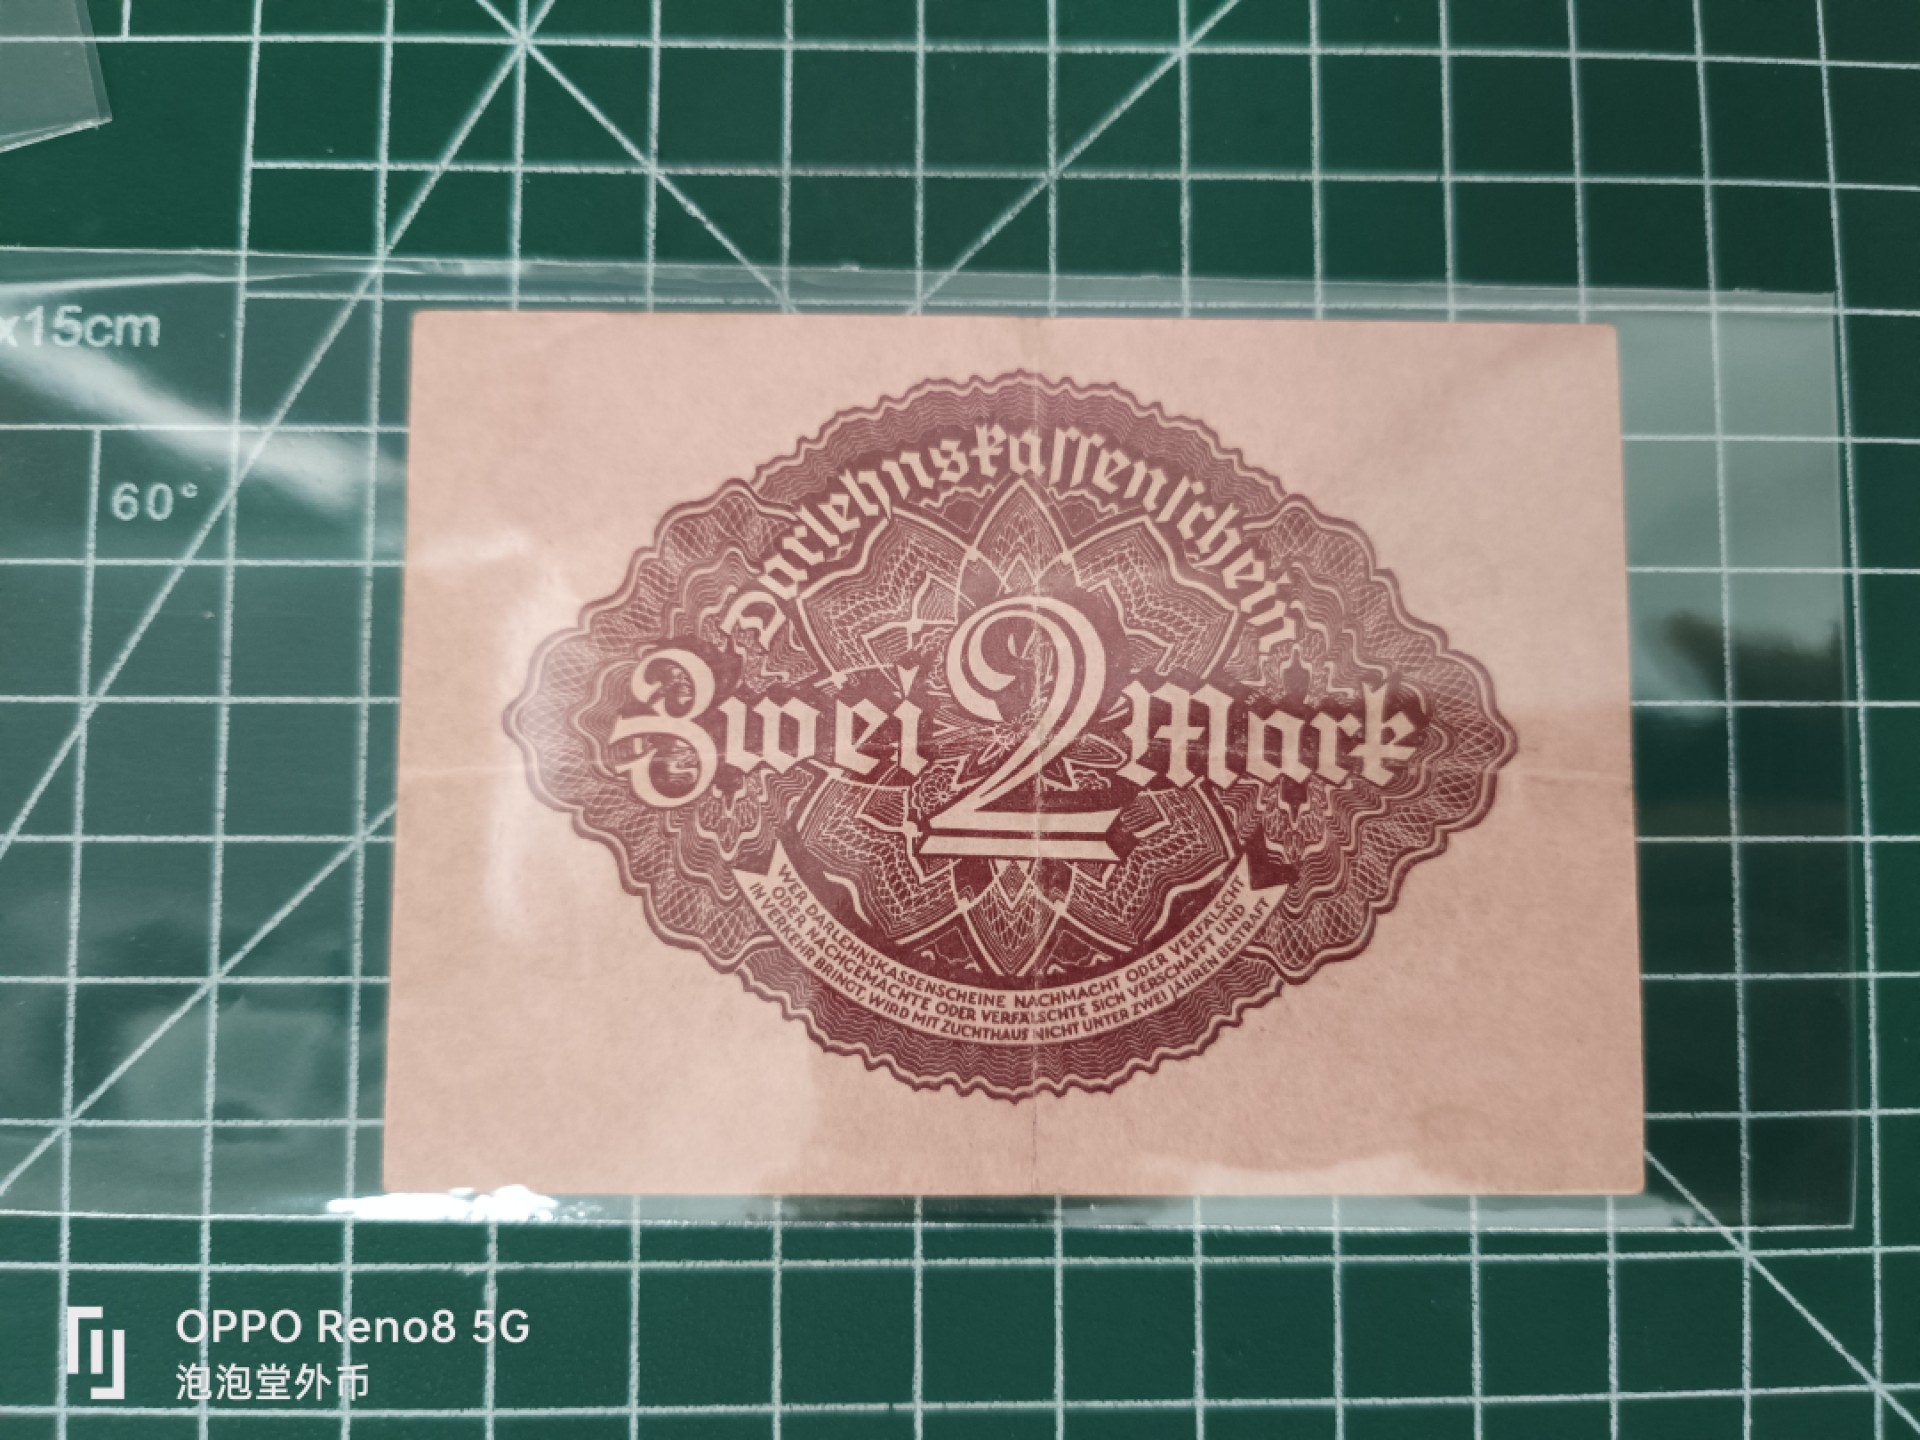 x15cm
60°
Darlehnskassenschein
Zwei 2 Mark
WER DARLEHNSKASSENSCHEINE NACHMACHT ODER VERFÄLSCHT
ODER NACHGEMACHTE ODER VERFÄLSCHTE SICH VERSCHAFFT UND
IN VERKEHR BRINGT, WIRD MIT ZUCHTHAUS NICHT UNTER ZWEI JAHREN BESTRAFT
OPPO Reno8 5G
泡泡堂外币